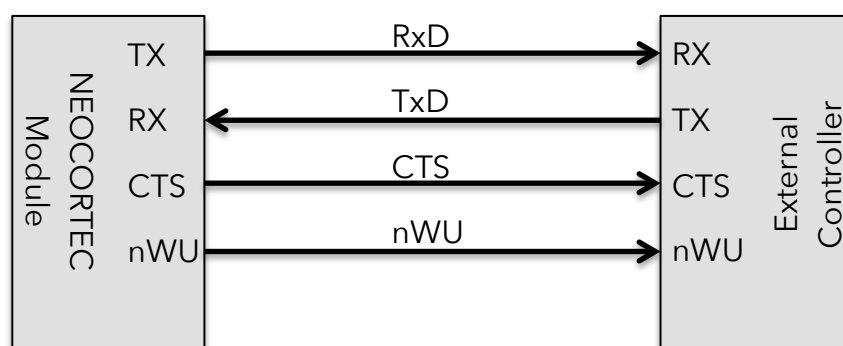 NEOCORTEC
Module
TX
RX
CTS
nWU
RxD
TxD
CTS
nWU
RX
TX
CTS
nWU
External
Controller